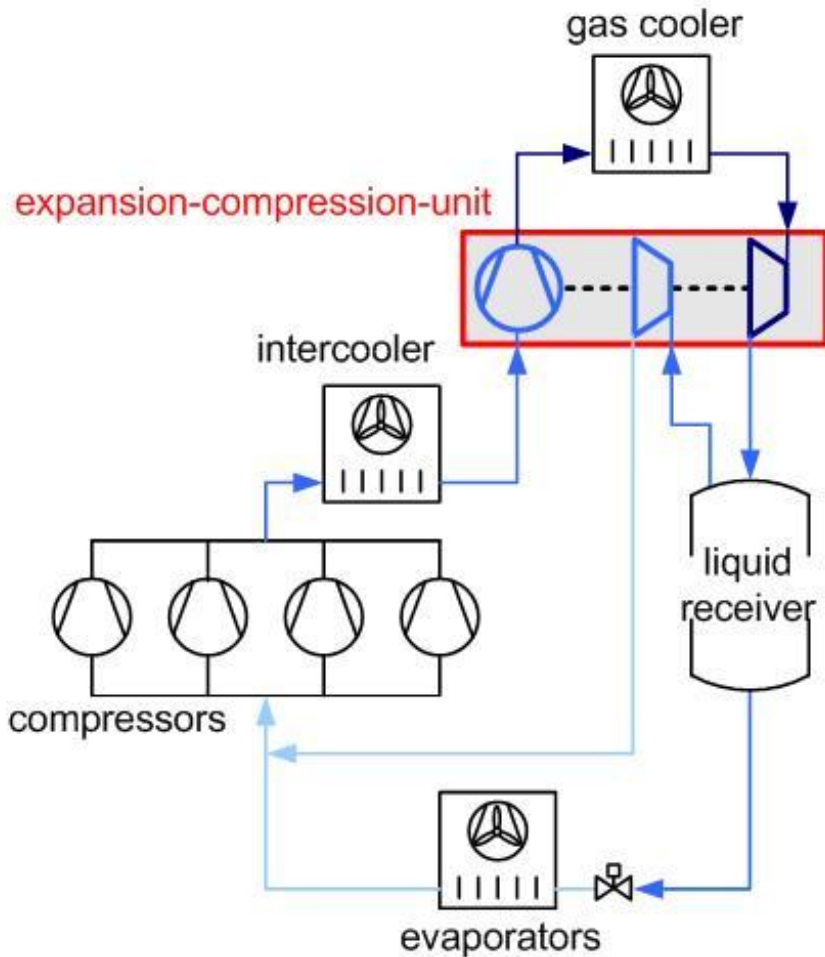 gas cooler
expansion-compression-unit
intercooler
liquid
receiver
compressors
evaporators